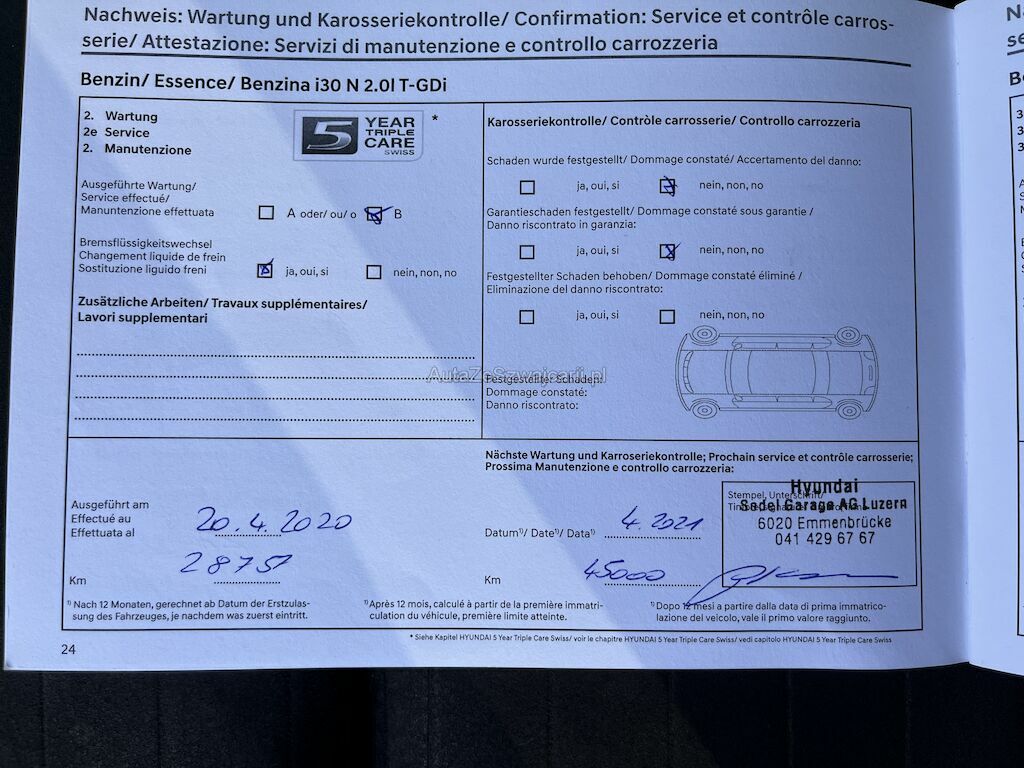 Nachweis: Wartung und Karosseriekontrolle/ Confirmation: Service et contrôle carros-
serie/ Attestazione: Servizi di manutenzione e controllo carrozzeria
Benzin/ Essence/ Benzina i30 N 2.0l T-GDi
2. Wartung
2e Service
2. Manutenzione
5 YEAR TRIPLE CARE SWISS *
Ausgeführte Wartung/
Service effectué/
Manuntenzione effettuata
A oder/ ou/ o
B
Bremsflüssigkeitswechsel
Changement liquide de frein
Sostituzione liguido freni
ja, oui, si
nein, non, no
Zusätzliche Arbeiten/ Travaux supplémentaires/
Lavori supplementari
Karosseriekontrolle/ Contrôle carrosserie/ Controllo carrozzeria
Schaden wurde festgestellt/ Dommage constaté/ Accertamento del danno:
ja, oui, si
nein, non, no
Garantieschaden festgestellt/ Dommage constaté sous garantie /
Danno riscontrato in garanzia:
ja, oui, si
nein, non, no
Festgestellter Schaden behoben/ Dommage constaté éliminé /
Eliminazione del danno riscontrato:
ja, oui, si
nein, non, no
AutaZeSzwajcarii.pl
Festgestellter Schaden:
Dommage constaté:
Danno riscontrato:
Ausgeführt am
Effectué au
Effettuata al
20.4.2020
Km
28751
Nächste Wartung und Karroseriekontrolle; Prochain service et contrôle carrosserie;
Prossima Manutenzione e controllo carrozzeria:
Datum¹⁾/ Date¹⁾/ Data¹⁾
4.2021
Km
45000
Stempel, Unterschrift/
Hyundai
Sedel Garage AG Luzern
6020 Emmenbrücke
041 429 67 67
¹⁾ Nach 12 Monaten, gerechnet ab Datum der Erstzulas-
sung des Fahrzeuges, je nachdem was zuerst eintritt.
¹⁾Après 12 mois, calculé à partir de la première immatri-
culation du véhicule, première limite atteinte.
¹⁾Dopo 12 mesi a partire dalla data di prima immatrico-
lazione del veicolo, vale il primo valore raggiunto.
* Siehe Kapitel HYUNDAI 5 Year Triple Care Swiss/ voir le chapitre HYUNDAI 5 Year Triple Care Swiss/ vedi capitolo HYUNDAI 5 Year Triple Care Swiss
24